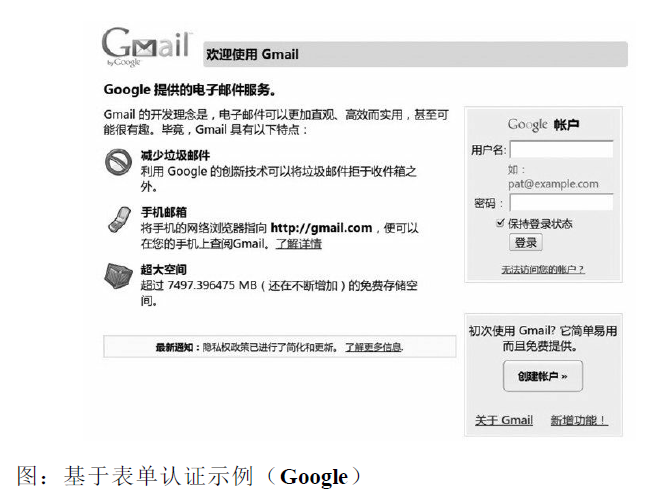 Gmail
by Google
欢迎使用 Gmail
Google 提供的电子邮件服务。
Gmail 的开发理念是，电子邮件可以更加直观、高效而实用，甚至可
能很有趣。毕竟，Gmail 具有以下特点：
减少垃圾邮件
利用 Google 的创新技术可以将垃圾邮件拒于收件箱之
外。
手机邮箱
将手机的网络浏览器指向 http://gmail.com，便可以
在您的手机上查阅Gmail。了解详情
超大空间
超过 7497.396475 MB（还在不断增加）的免费存储空
间。
最新通知：隐私权政策已进行了简化和更新。 了解更多信息.
Google 帐户
用户名:
如：
pat@example.com
密码：
保持登录状态
登录
无法访问您的帐户？
初次使用 Gmail? 它简单易用
而且免费提供。
创建帐户 »
关于 Gmail 新增功能！
图：基于表单认证示例（Google）